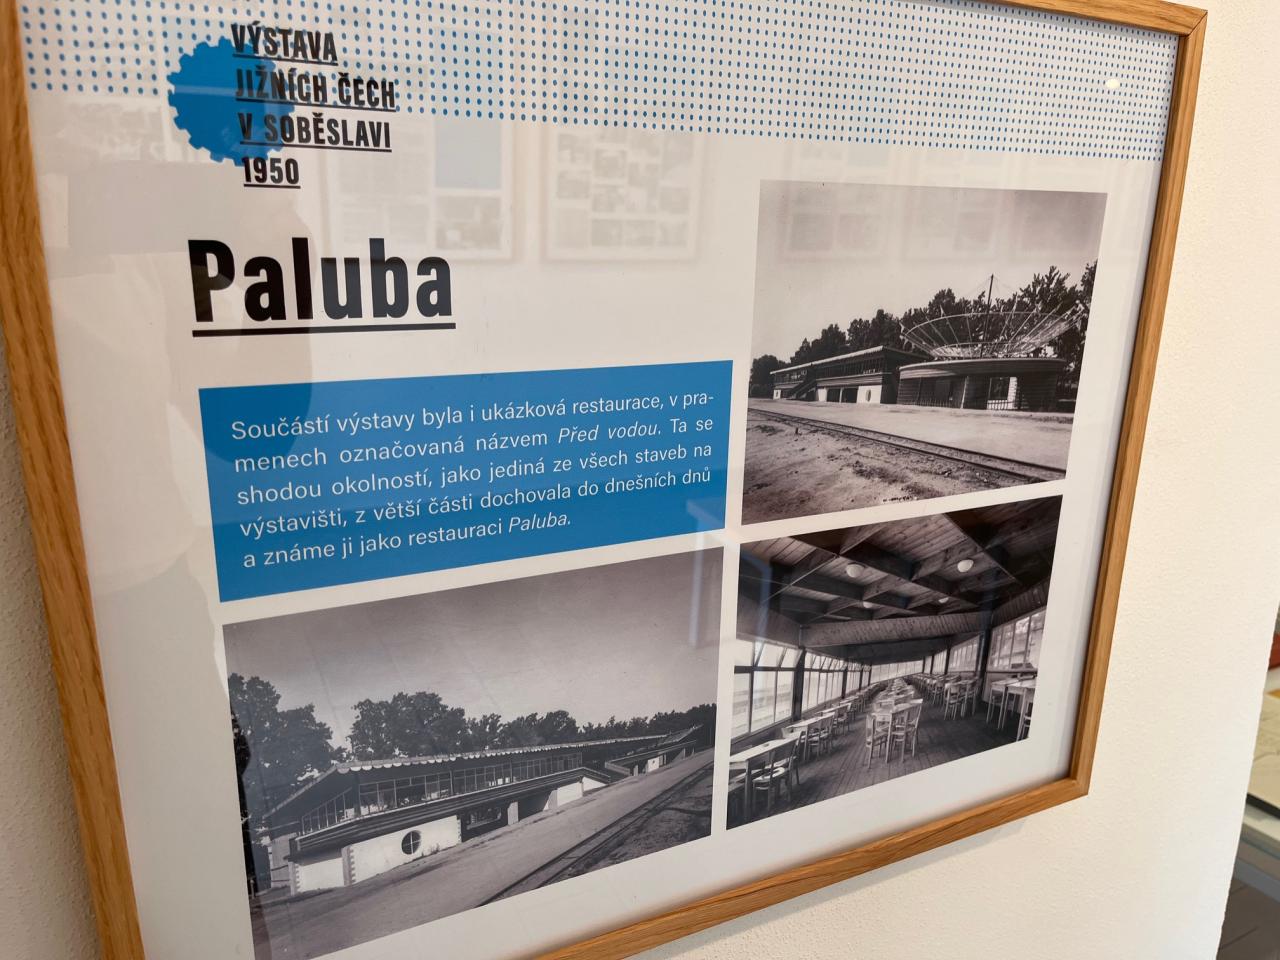 VÝSTAVA
JIŽNÍCH ČECH
V SOBĚSLAVI
1950
Paluba
Součástí výstavy byla i ukázková restaurace, v pra-
menech označovaná názvem Před vodou. Ta se
shodou okolností, jako jediná ze všech staveb na
výstavišti, z větší části dochovala do dnešních dnů
a známe ji jako restauraci Paluba.